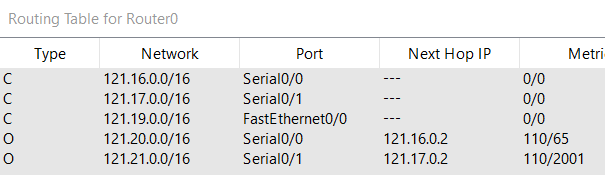 Routing Table for Router0
Type Network Port Next Hop IP Metri
C 121.16.0.0/16 Serial0/0 --- 0/0
C 121.17.0.0/16 Serial0/1 --- 0/0
C 121.19.0.0/16 FastEthernet0/0 --- 0/0
O 121.20.0.0/16 Serial0/0 121.16.0.2 110/65
O 121.21.0.0/16 Serial0/1 121.17.0.2 110/2001